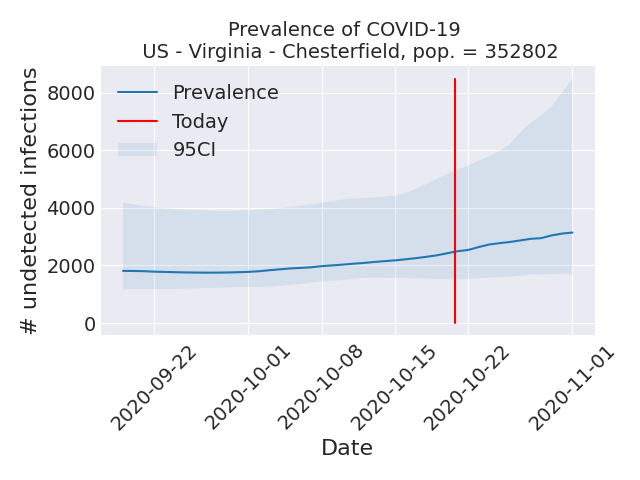 Prevalence of COVID-19
US - Virginia - Chesterfield, pop. = 352802
# undetected infections
8000
6000
4000
2000
0
Prevalence
Today
95CI
2020-09-22
2020-10-01
2020-10-08
2020-10-15
2020-10-22
2020-11-01
Date